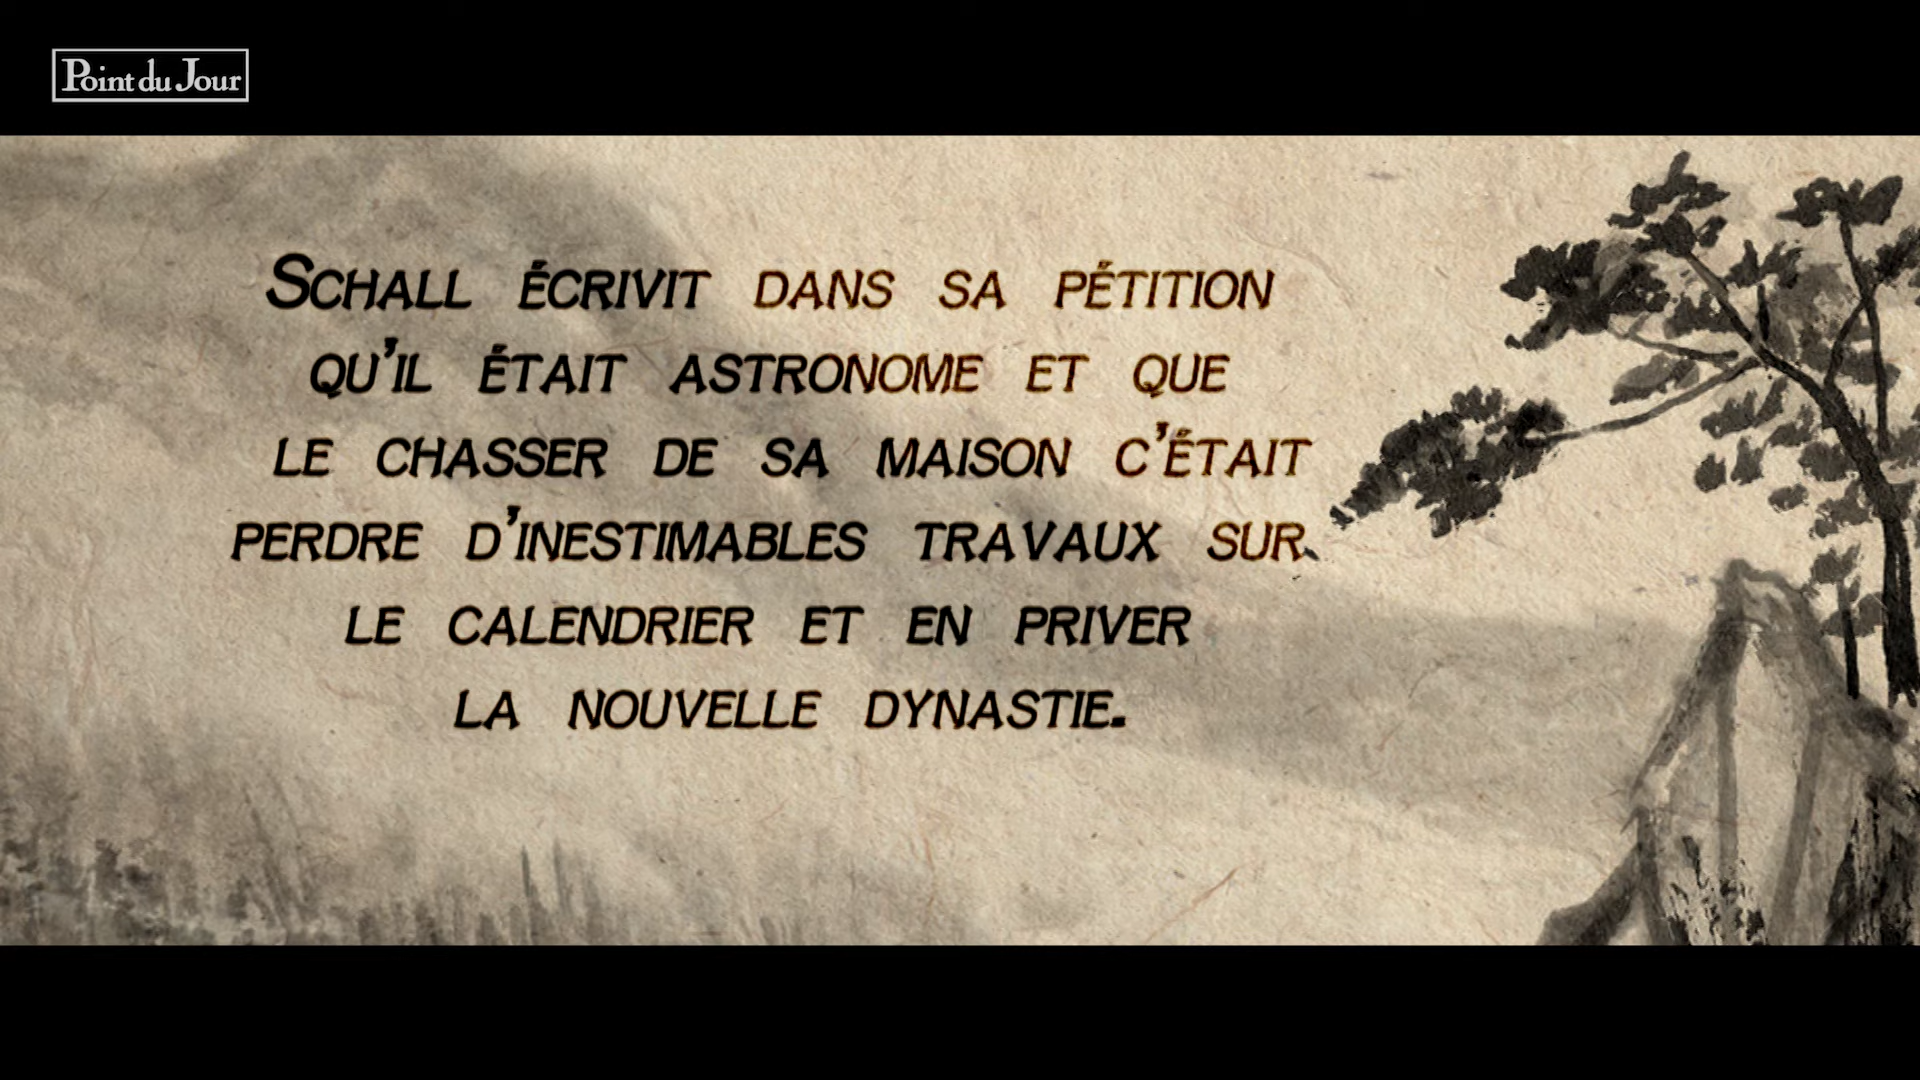 Point du Jour
Schall écrivit dans sa pétition
qu'il était astronome et que
le chasser de sa maison c'était
perdre d'inestimables travaux sur
le calendrier et en priver
la nouvelle dynastie.